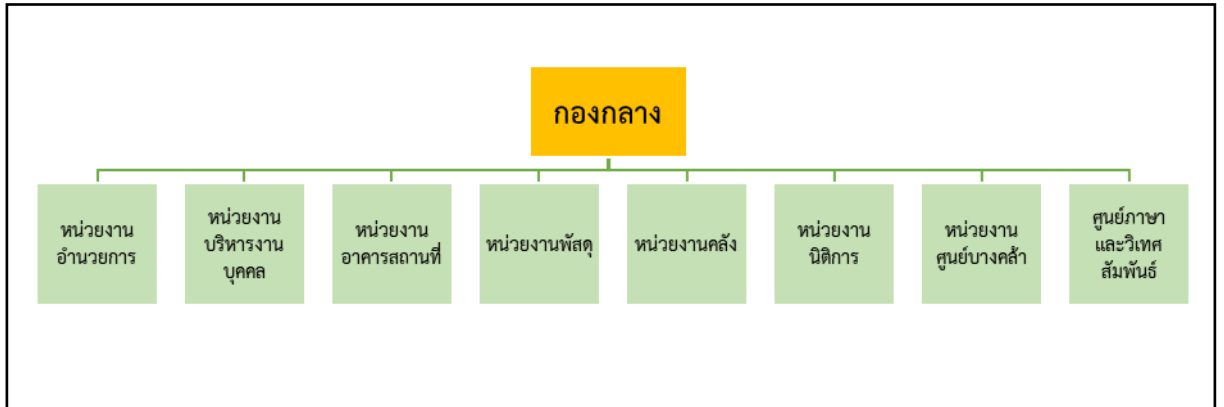 กองกลาง
หน่วยงาน
อำนวยการ
หน่วยงาน
บริหารงาน
บุคคล
หน่วยงาน
อาคารสถานที่
หน่วยงานพัสดุ
หน่วยงานคลัง
หน่วยงาน
นิติการ
หน่วยงาน
ศูนย์บางคล้า
ศูนย์ภาษา
และวิเทศ
สัมพันธ์